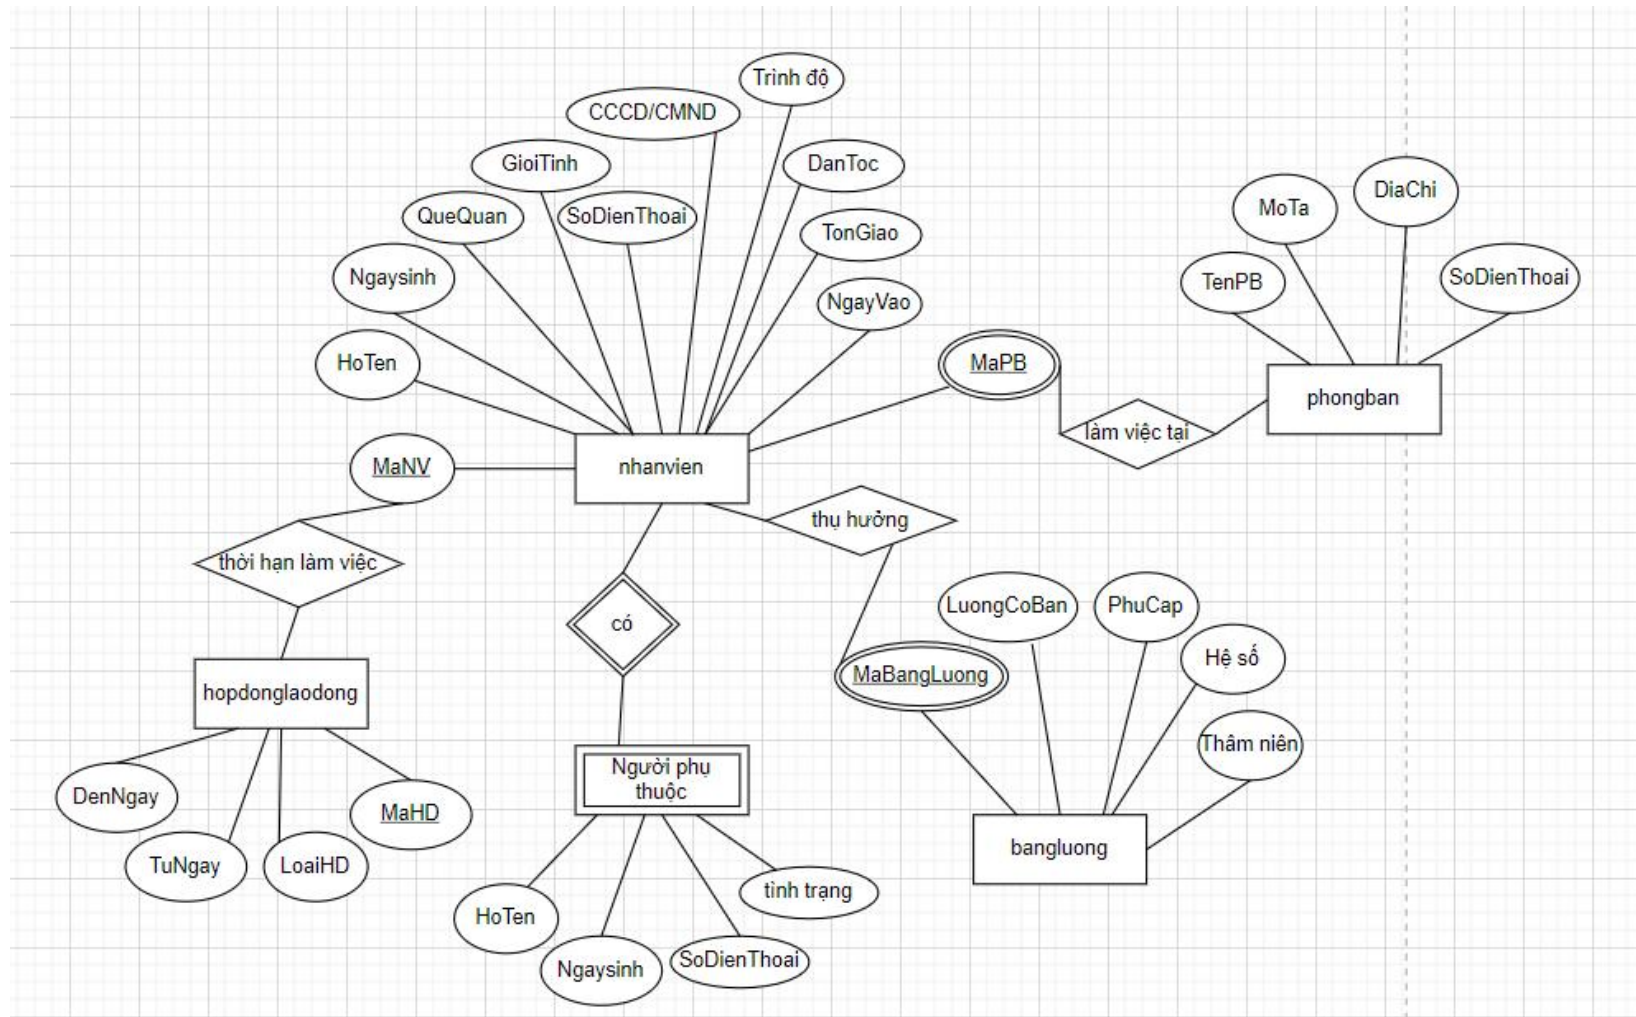 Trình độ
CCCD/CMND
GioiTinh
DanToc
QueQuan
SoDienThoai
TonGiao
Ngaysinh
NgayVao
HoTen
MaPB
MaNV
nhanvien
làm việc tại
TenPB
MoTa
DiaChi
SoDienThoai
phongban
thụ hưởng
thời hạn làm việc
có
LuongCoBan
PhuCap
Hệ số
MaBangLuong
Thâm niên
bangluong
hopdonglaodong
DenNgay
TuNgay
LoaiHD
MaHD
Người phụ
thuộc
HoTen
Ngaysinh
SoDienThoai
tình trạng